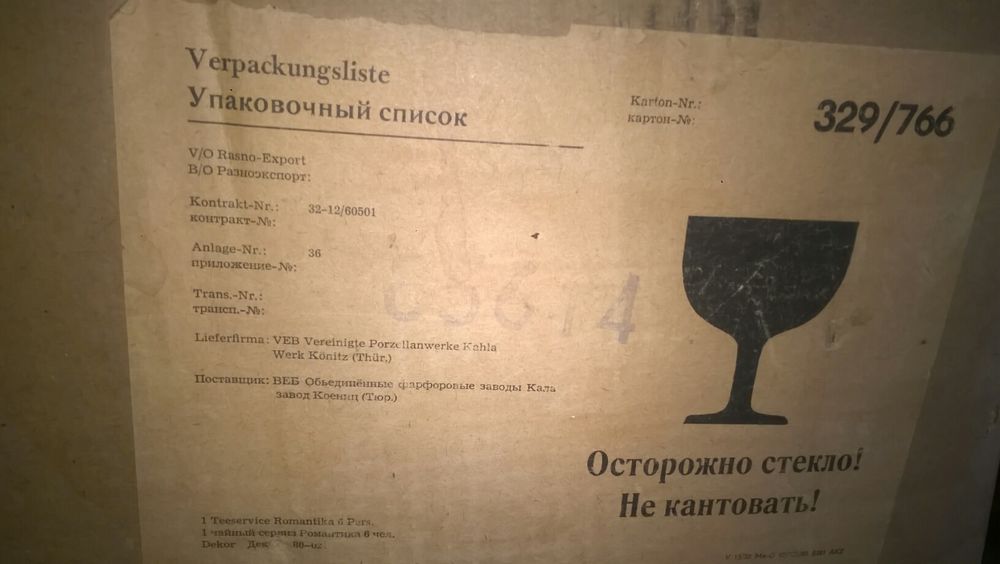 Verpackungsliste
Упаковочный список
Karton-Nr.:
картон-№:
329/766
V/O Rasno-Export
В/О Разноэкспорт:
Kontrakt-Nr.: 32-12/60501
контракт-№:
Anlage-Nr.: 36
приложение-№:
Trans.-Nr.:
трансп.-№:
Lieferfirma: VEB Vereinigte Porzellanwerke Kahla
Werk Könitz (Thür.)
Поставщик: ВЕБ Объединённые фарфоровые заводы Кала
завод Коениц (Тюр.)
Осторожно стекло!
Не кантовать!
1 Teeservice Romantika 6 Pers.
1 чайный сервиз Романтика 6 чел.
Dekor Дек